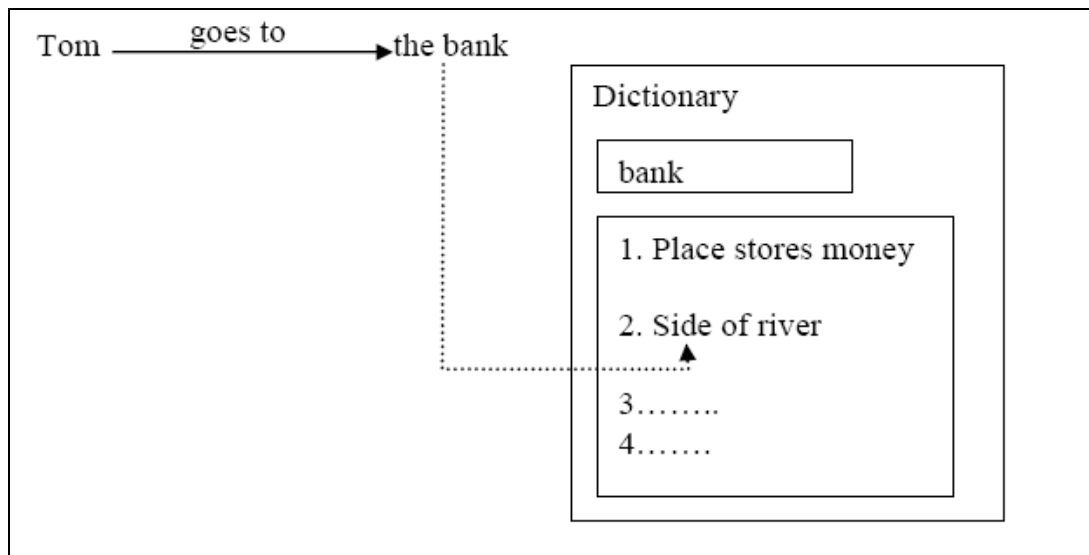 goes to
Tom the bank
Dictionary
bank
1. Place stores money
2. Side of river
3........
4.......